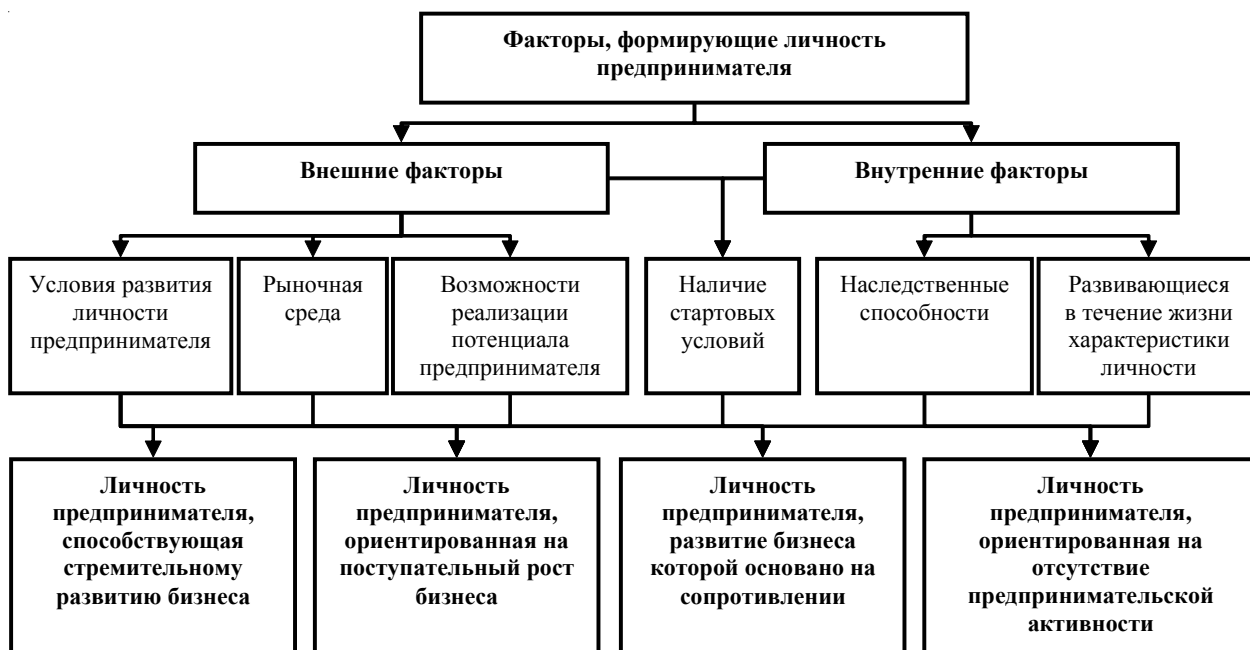 Факторы, формирующие личность
предпринимателя
Внешние факторы
Внутренние факторы
Условия развития
личности
предпринимателя
Рыночная
среда
Возможности
реализации
потенциала
предпринимателя
Наличие
стартовых
условий
Наследственные
способности
Развивающиеся
в течение жизни
характеристики
личности
Личность
предпринимателя,
способствующая
стремительному
развитию бизнеса
Личность
предпринимателя,
ориентированная на
поступательный рост
бизнеса
Личность
предпринимателя,
развитие бизнеса
которой основано на
сопротивлении
Личность
предпринимателя,
ориентированная на
отсутствие
предпринимательской
активности